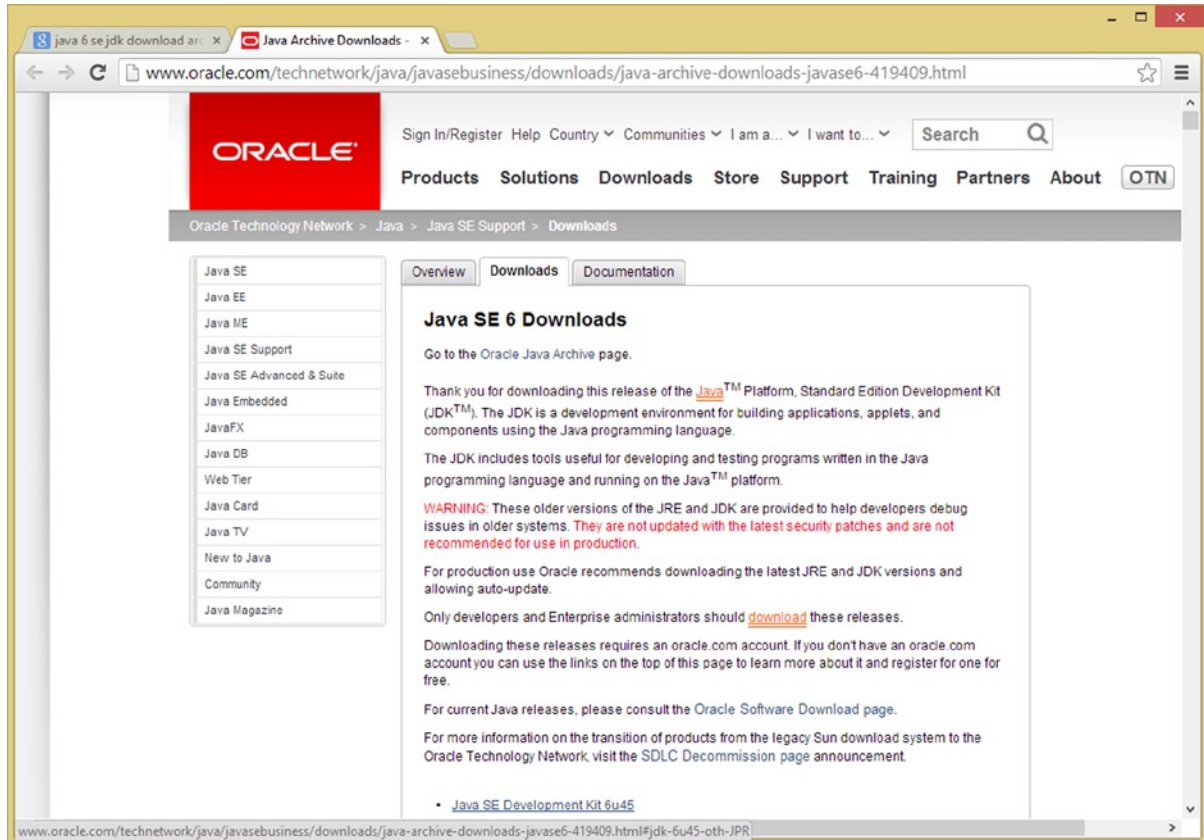 java 6 se jdk download arc
Java Archive Downloads -
www.oracle.com/technetwork/java/javasebusiness/downloads/java-archive-downloads-javase6-419409.html
ORACLE
Sign In/Register Help Country Communities I am a... I want to... Search
Products Solutions Downloads Store Support Training Partners About OTN
Oracle Technology Network > Java > Java SE Support > Downloads
Java SE
Java EE
Java ME
Java SE Support
Java SE Advanced & Suite
Java Embedded
JavaFX
Java DB
Web Tier
Java Card
Java TV
New to Java
Community
Java Magazine
Overview Downloads Documentation
Java SE 6 Downloads
Go to the Oracle Java Archive page.
Thank you for downloading this release of the Java™ Platform, Standard Edition Development Kit
(JDK™). The JDK is a development environment for building applications, applets, and
components using the Java programming language.
The JDK includes tools useful for developing and testing programs written in the Java
programming language and running on the Java™ platform.
WARNING: These older versions of the JRE and JDK are provided to help developers debug
issues in older systems. They are not updated with the latest security patches and are not
recommended for use in production.
For production use Oracle recommends downloading the latest JRE and JDK versions and
allowing auto-update.
Only developers and Enterprise administrators should download these releases.
Downloading these releases requires an oracle.com account. If you don't have an oracle.com
account you can use the links on the top of this page to learn more about it and register for one for
free.
For current Java releases, please consult the Oracle Software Download page.
For more information on the transition of products from the legacy Sun download system to the
Oracle Technology Network, visit the SDLC Decommission page announcement.
• Java SE Development Kit 6u45
www.oracle.com/technetwork/java/javasebusiness/downloads/java-archive-downloads-javase6-419409.html#jdk-6u45-oth-JPR